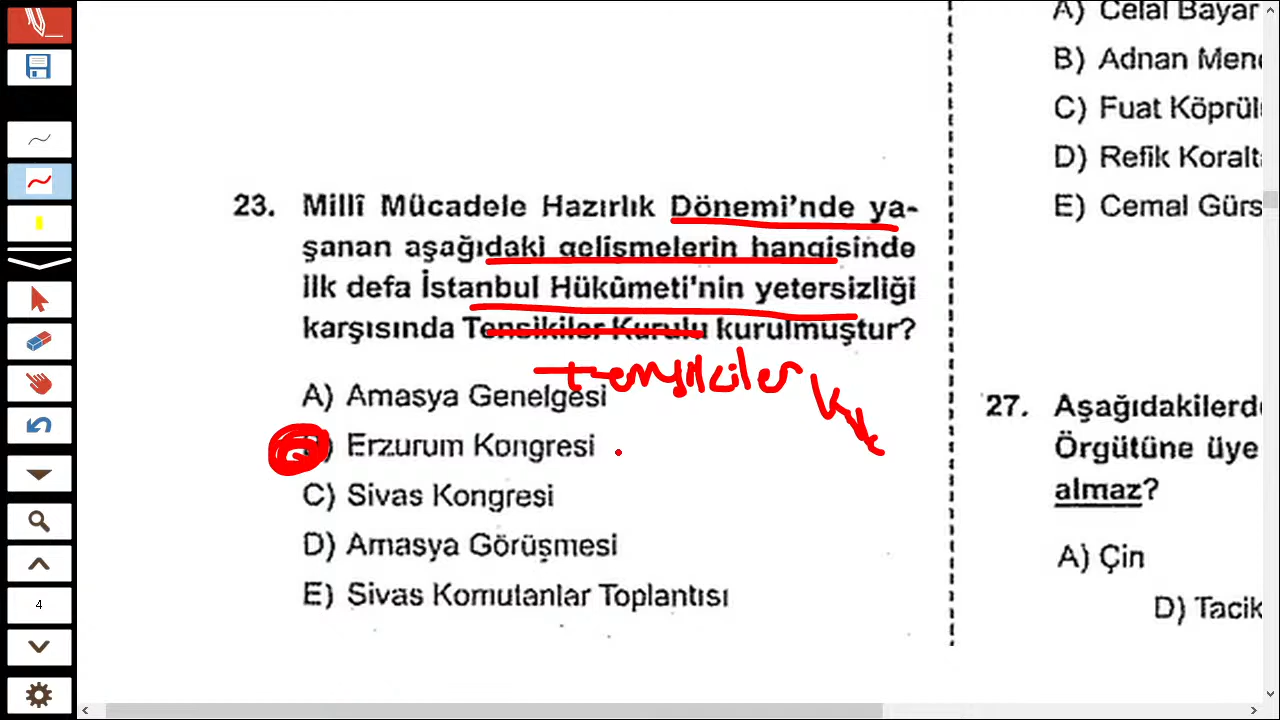 23. Millî Mücadele Hazırlık Dönemi'nde ya-
şanan aşağıdaki gelişmelerin hangisinde
ilk defa İstanbul Hükûmeti'nin yetersizliği
karşısında Temsilciler Kurulu kurulmuştur?
temsilciler
A) Amasya Genelgesi
B) Erzurum Kongresi
C) Sivas Kongresi
D) Amasya Görüşmesi
E) Sivas Komutanlar Toplantısı
A) Celal Bayar
B) Adnan Men
C) Fuat Köprül
D) Refik Koralt
E) Cemal Gürs
27. Aşağıdakilerd
Örgütüne üye
almaz?
A) Çin
D) Tacik
4